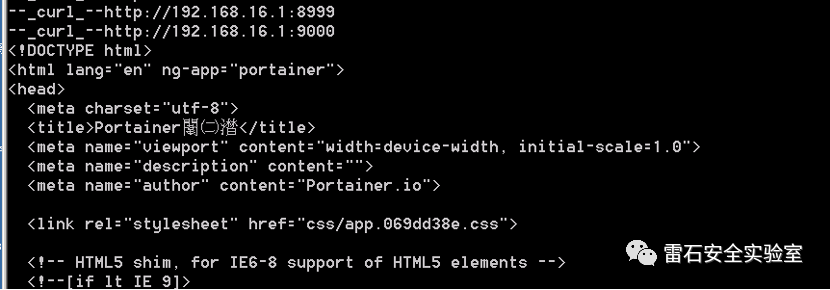 --_curl_--http://192.168.16.1:8999
--_curl_--http://192.168.16.1:9000
<!DOCTYPE html>
<html lang="en" ng-app="portainer">
<head>
  <meta charset="utf-8">
  <title>Portainer闈㈡澘</title>
  <meta name="viewport" content="width=device-width, initial-scale=1.0">
  <meta name="description" content="">
  <meta name="author" content="Portainer.io">
  <link rel="stylesheet" href="css/app.069dd38e.css">
  <!-- HTML5 shim, for IE6-8 support of HTML5 elements -->
  <!--[if lt IE 9]>
雷石安全实验室